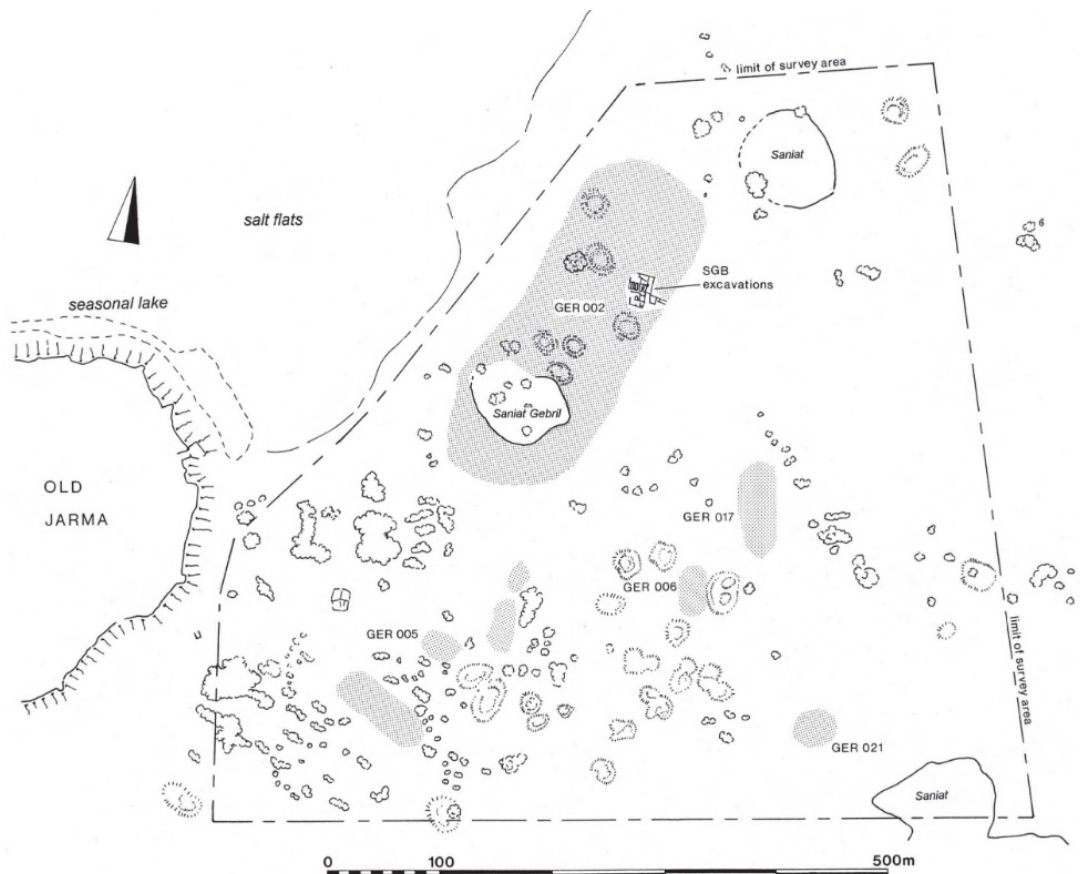 limit of survey area
Saniat
salt flats
SGB
excavations
seasonal lake
GER 002
Saniat Gebril
OLD
JARMA
GER 017
GER 006
GER 005
limit of survey area
GER 021
Saniat
0 100 500m